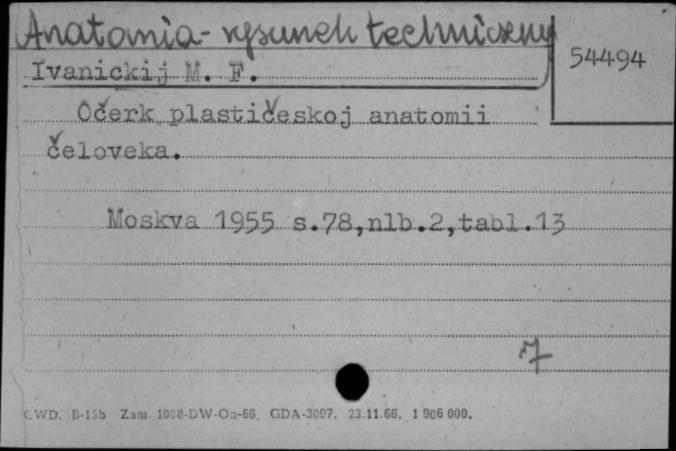 Anatomia - rysunek techniczny
54494
Ivanickij M. F.
Očerk plastičeskoj anatomii
čeloveka.
Moskva 1955 s.78,nlb.2,tabl.13
7
CWD. B-15b Zam. 1008-DW-On-66. GDA-3097. 23.11.66. 1 906 000.